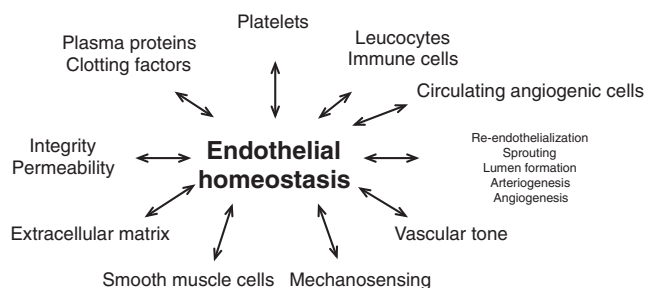 Platelets
Plasma proteins
Clotting factors
Leucocytes
Immune cells
Circulating angiogenic cells
Integrity
Permeability
Endothelial
homeostasis
Re-endothelialization
Sprouting
Lumen formation
Arteriogenesis
Angiogenesis
Extracellular matrix
Vascular tone
Smooth muscle cells
Mechanosensing